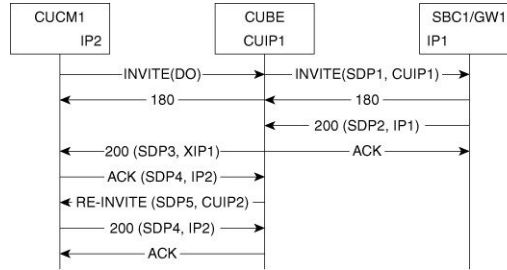 CUCM1
IP2
CUBE
CUIP1
SBC1/GW1
IP1
INVITE(DO)
INVITE(SDP1, CUIP1)
180
180
200 (SDP2, IP1)
200 (SDP3, XIP1)
ACK
ACK (SDP4, IP2)
RE-INVITE (SDP5, CUIP2)
200 (SDP4, IP2)
ACK